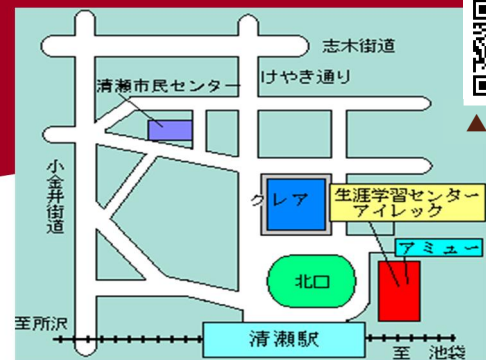 志木街道
けやき通り
清瀬市民センター
小金井街道
クレア
生涯学習センター
アイレック
アミュー
北口
至所沢
清瀬駅
至 池袋